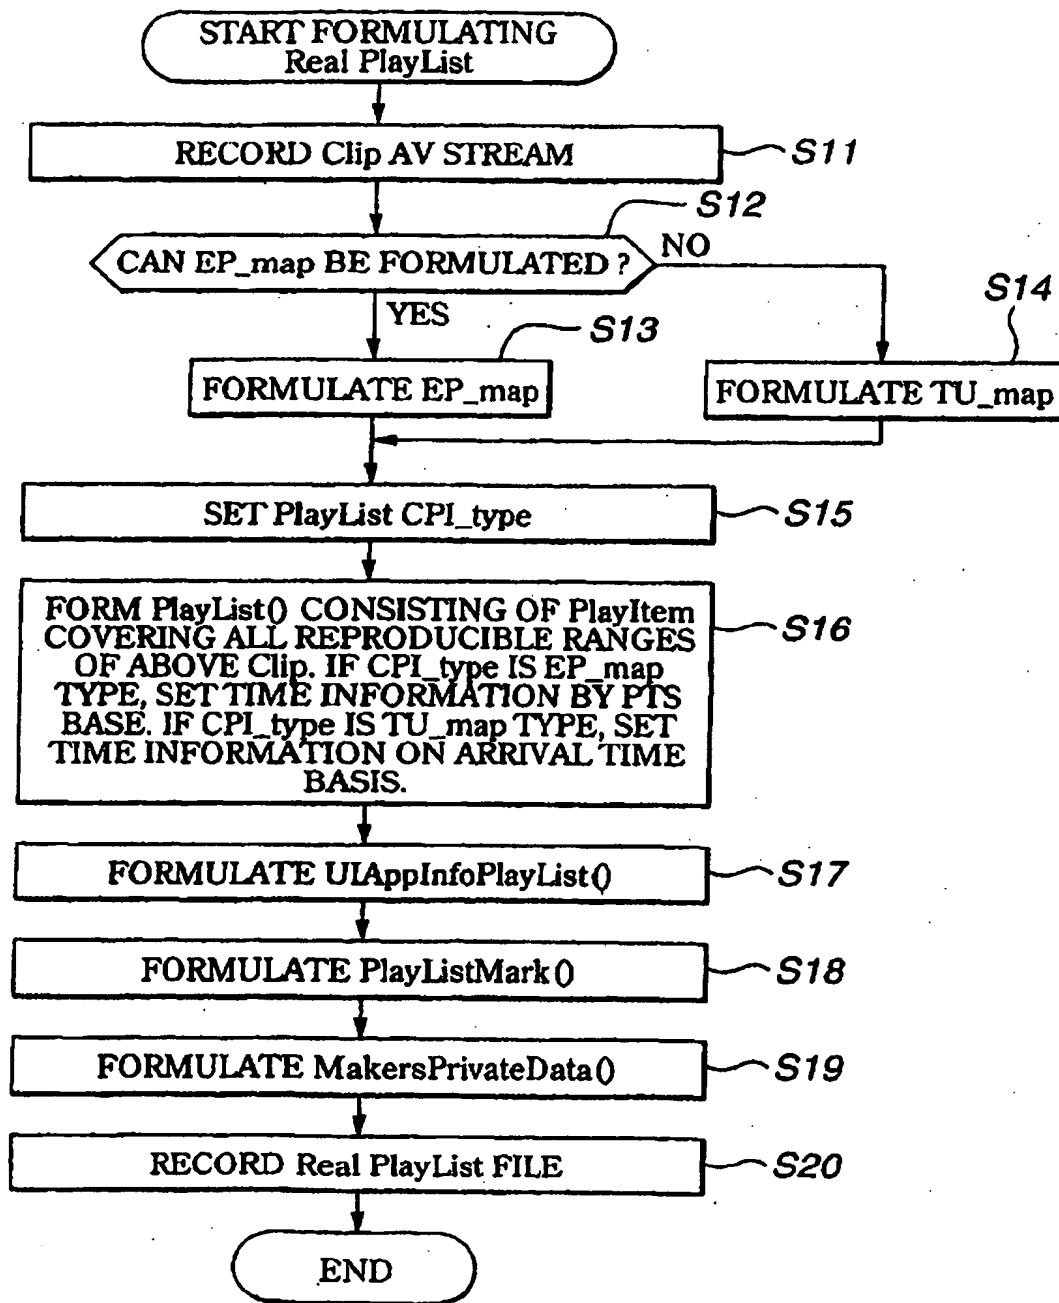 START FORMULATING
Real PlayList
RECORD Clip AV STREAM
S11
S12
CAN EP_map BE FORMULATED ?
NO
YES
S13
S14
FORMULATE EP_map
FORMULATE TU_map
SET PlayList CPI_type
S15
FORM PlayList() CONSISTING OF PlayItem
COVERING ALL REPRODUCIBLE RANGES
OF ABOVE Clip. IF CPI_type IS EP_map
TYPE, SET TIME INFORMATION BY PTS
BASE. IF CPI_type IS TU_map TYPE, SET
TIME INFORMATION ON ARRIVAL TIME
BASIS.
S16
FORMULATE UIAppInfoPlayList()
S17
FORMULATE PlayListMark()
S18
FORMULATE MakersPrivateData()
S19
RECORD Real PlayList FILE
S20
END